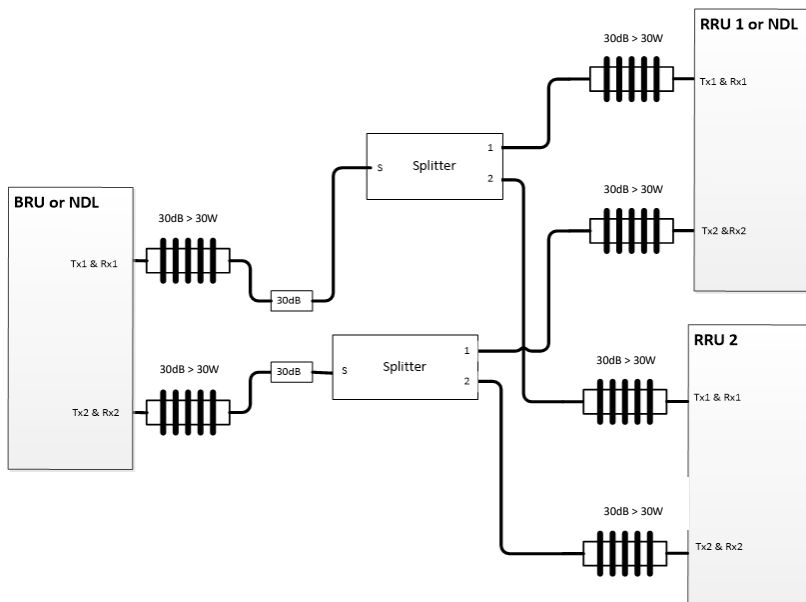 RRU 1 or NDL
30dB > 30W
Tx1 & Rx1
Splitter
S
1
2
30dB > 30W
Tx2 &Rx2
BRU or NDL
30dB > 30W
Tx1 & Rx1
30dB
RRU 2
30dB > 30W
Tx1 & Rx1
Splitter
S
1
2
30dB > 30W
30dB
Tx2 & Rx2
30dB > 30W
Tx2 & Rx2